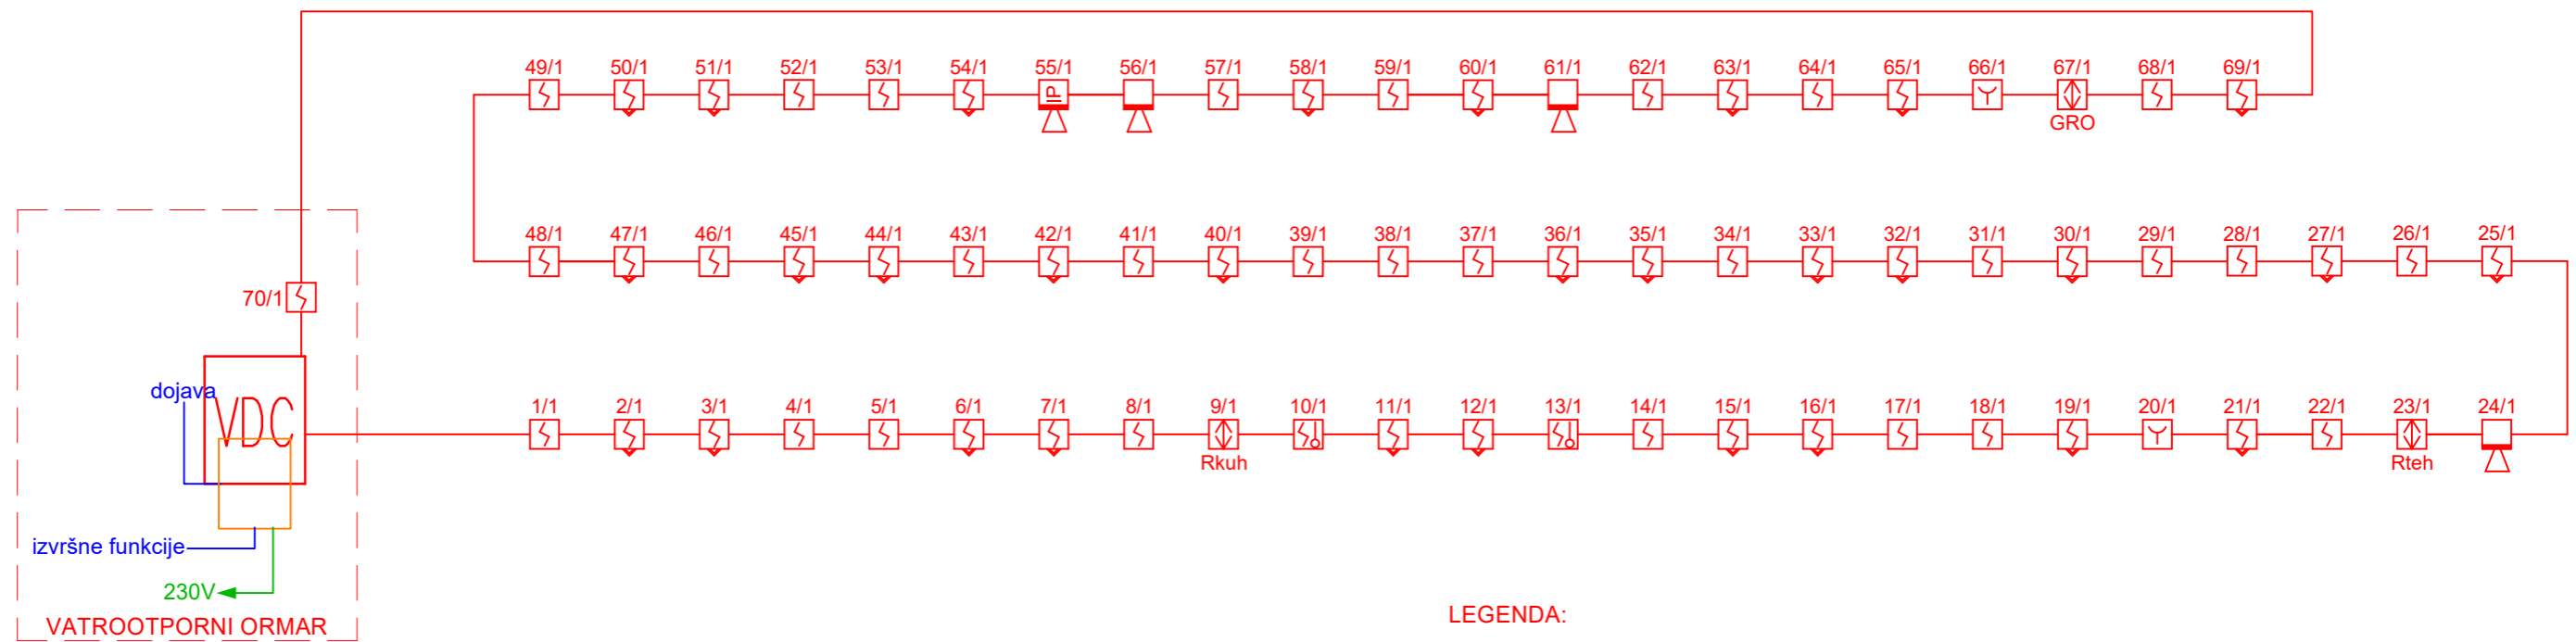 49/1 50/1 51/1 52/1 53/1 54/1 55/1 56/1 57/1 58/1 59/1 60/1 61/1 62/1 63/1 64/1 65/1 66/1 67/1 68/1 69/1
IP
GRO
48/1 47/1 46/1 45/1 44/1 43/1 42/1 41/1 40/1 39/1 38/1 37/1 36/1 35/1 34/1 33/1 32/1 31/1 30/1 29/1 28/1 27/1 26/1 25/1
70/1
dojava
VDC
1/1 2/1 3/1 4/1 5/1 6/1 7/1 8/1 9/1 10/1 11/1 12/1 13/1 14/1 15/1 16/1 17/1 18/1 19/1 20/1 21/1 22/1 23/1 24/1
Rkuh Rteh
izvršne funkcije
230V
VATROOTPORNI ORMAR
LEGENDA: